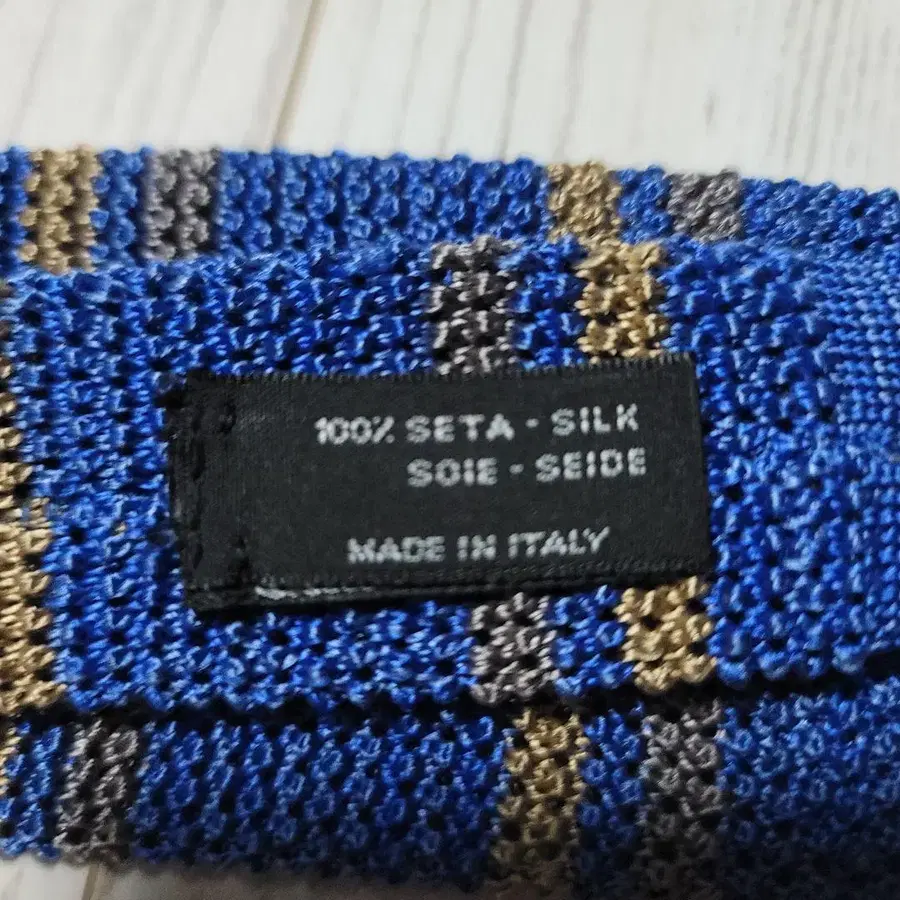 100% SETA - SILK
SOIE - SEIDE
MADE IN ITALY